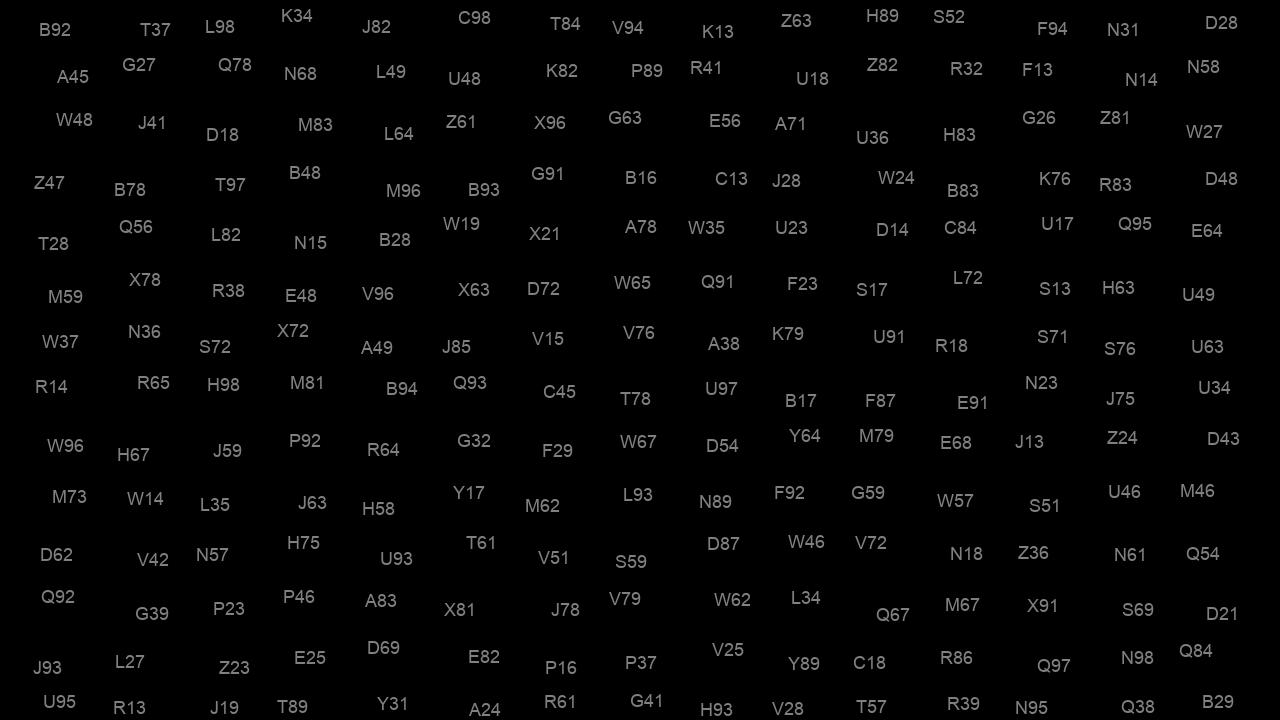 B92 T37 L98 K34 J82 C98 T84 V94 K13 Z63 H89 S52 F94 N31 D28
A45 G27 Q78 N68 L49 U48 K82 P89 R41 U18 Z82 R32 F13 N14 N58
W48 J41 D18 M83 L64 Z61 X96 G63 E56 A71 U36 H83 G26 Z81 W27
Z47 B78 T97 B48 M96 B93 G91 B16 C13 J28 W24 B83 K76 R83 D48
T28 Q56 L82 N15 B28 W19 X21 A78 W35 U23 D14 C84 U17 Q95 E64
M59 X78 R38 E48 V96 X63 D72 W65 Q91 F23 S17 L72 S13 H63 U49
W37 N36 S72 X72 A49 J85 V15 V76 A38 K79 U91 R18 S71 S76 U63
R14 R65 H98 M81 B94 Q93 C45 T78 U97 B17 F87 E91 N23 J75 U34
W96 H67 J59 P92 R64 G32 F29 W67 D54 Y64 M79 E68 J13 Z24 D43
M73 W14 L35 J63 H58 Y17 M62 L93 N89 F92 G59 W57 S51 U46 M46
D62 V42 N57 H75 U93 T61 V51 S59 D87 W46 V72 N18 Z36 N61 Q54
Q92 G39 P23 P46 A83 X81 J78 V79 W62 L34 Q67 M67 X91 S69 D21
J93 L27 Z23 E25 D69 E82 P16 P37 V25 Y89 C18 R86 Q97 N98 Q84
U95 R13 J19 T89 Y31 A24 R61 G41 H93 V28 T57 R39 N95 Q38 B29